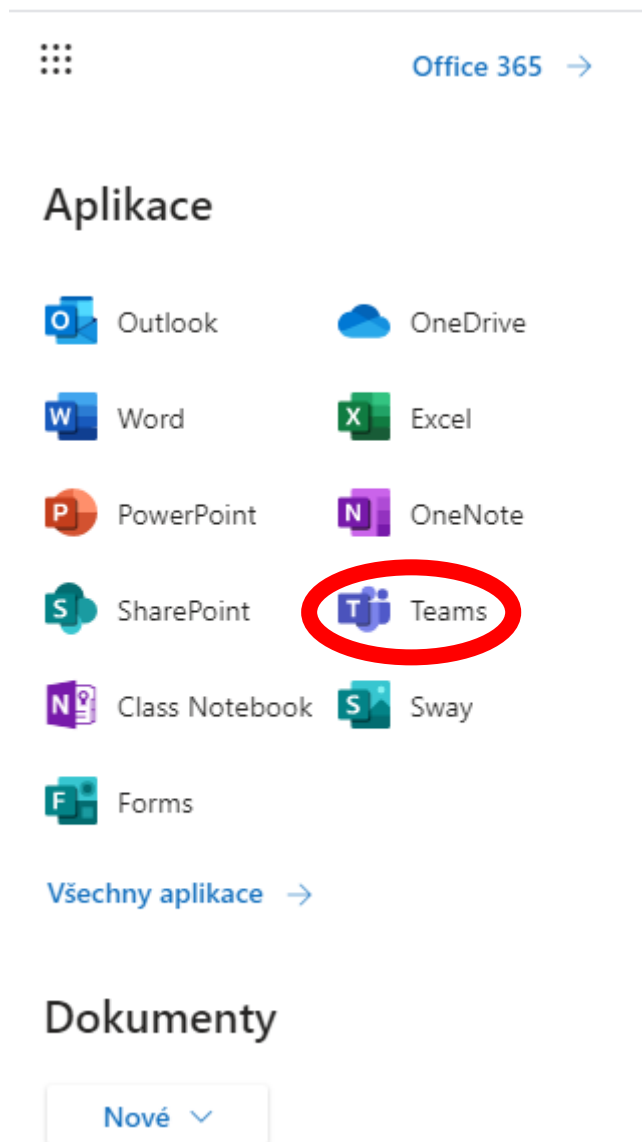 Office 365
Aplikace
Outlook OneDrive
Word Excel
PowerPoint OneNote
SharePoint Teams
Class Notebook Sway
Forms
Všechny aplikace
Dokumenty
Nové